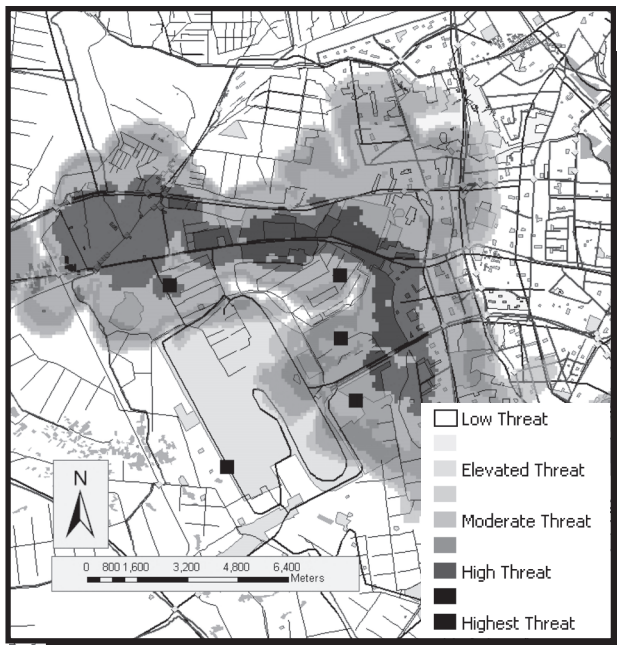 N
0 800 1,600 3,200 4,800 6,400
Meters
Low Threat
Elevated Threat
Moderate Threat
High Threat
Highest Threat